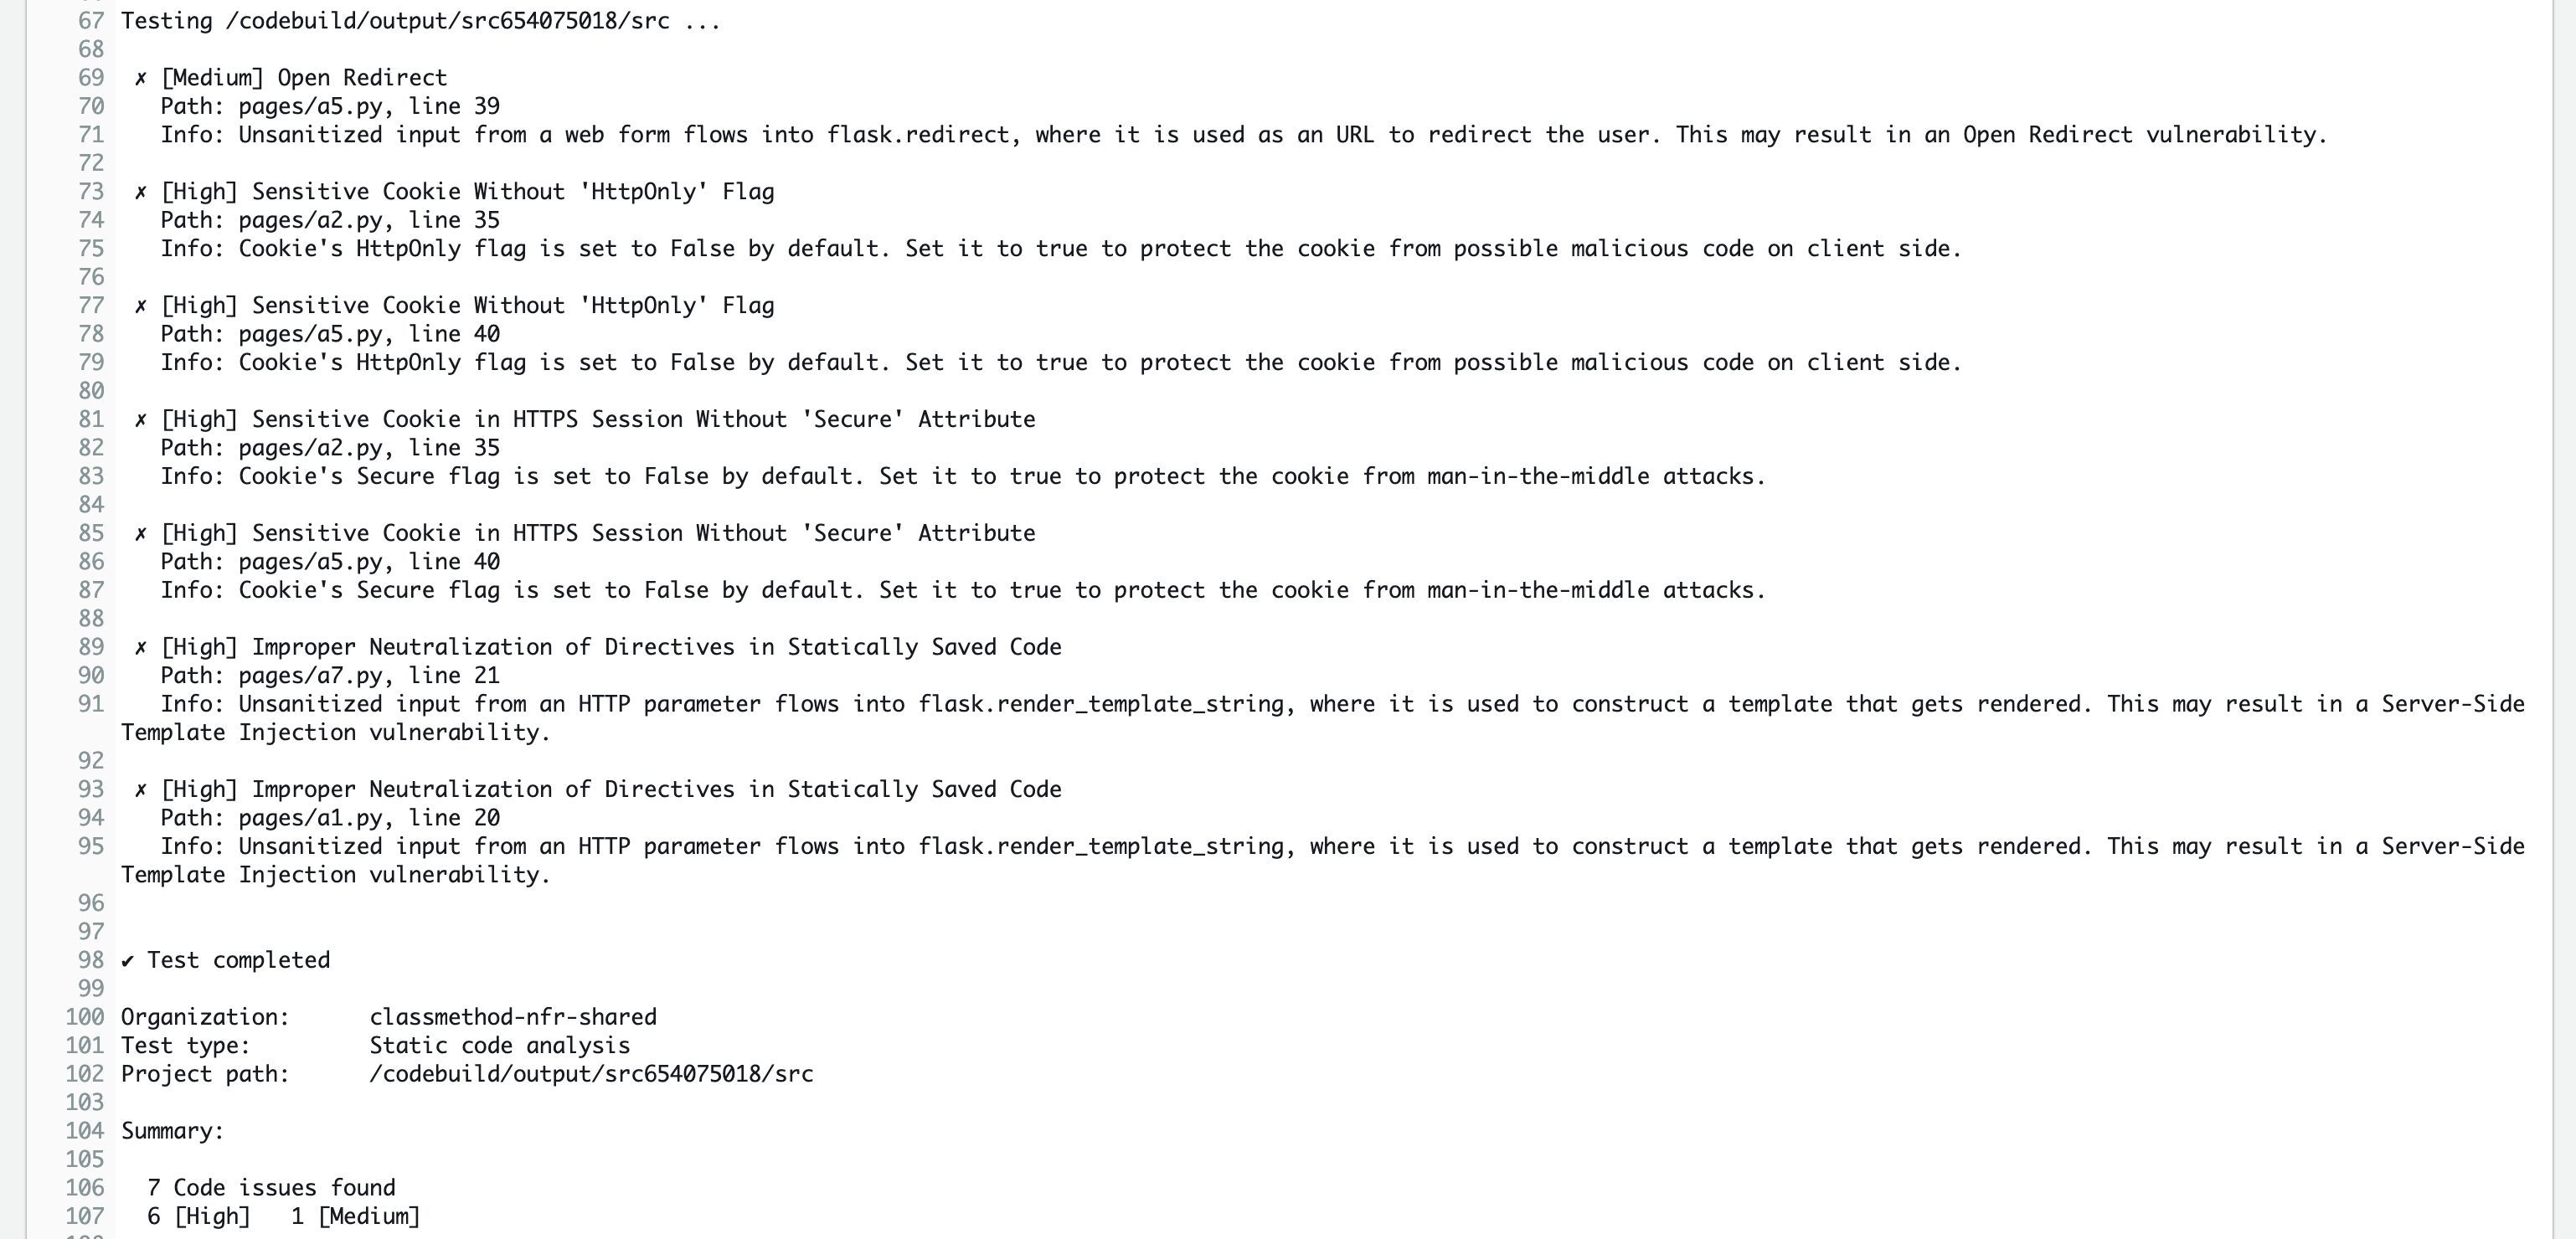 67 Testing /codebuild/output/src654075018/src ...
68
69 ✗ [Medium] Open Redirect
70 Path: pages/a5.py, line 39
71 Info: Unsanitized input from a web form flows into flask.redirect, where it is used as an URL to redirect the user. This may result in an Open Redirect vulnerability.
72
73 ✗ [High] Sensitive Cookie Without 'HttpOnly' Flag
74 Path: pages/a2.py, line 35
75 Info: Cookie's HttpOnly flag is set to False by default. Set it to true to protect the cookie from possible malicious code on client side.
76
77 ✗ [High] Sensitive Cookie Without 'HttpOnly' Flag
78 Path: pages/a5.py, line 40
79 Info: Cookie's HttpOnly flag is set to False by default. Set it to true to protect the cookie from possible malicious code on client side.
80
81 ✗ [High] Sensitive Cookie in HTTPS Session Without 'Secure' Attribute
82 Path: pages/a2.py, line 35
83 Info: Cookie's Secure flag is set to False by default. Set it to true to protect the cookie from man-in-the-middle attacks.
84
85 ✗ [High] Sensitive Cookie in HTTPS Session Without 'Secure' Attribute
86 Path: pages/a5.py, line 40
87 Info: Cookie's Secure flag is set to False by default. Set it to true to protect the cookie from man-in-the-middle attacks.
88
89 ✗ [High] Improper Neutralization of Directives in Statically Saved Code
90 Path: pages/a7.py, line 21
91 Info: Unsanitized input from an HTTP parameter flows into flask.render_template_string, where it is used to construct a template that gets rendered. This may result in a Server-Side
Template Injection vulnerability.
92
93 ✗ [High] Improper Neutralization of Directives in Statically Saved Code
94 Path: pages/a1.py, line 20
95 Info: Unsanitized input from an HTTP parameter flows into flask.render_template_string, where it is used to construct a template that gets rendered. This may result in a Server-Side
Template Injection vulnerability.
96
97
98 ✔ Test completed
99
100 Organization: classmethod-nfr-shared
101 Test type: Static code analysis
102 Project path: /codebuild/output/src654075018/src
103
104 Summary:
105
106 7 Code issues found
107 6 [High] 1 [Medium]